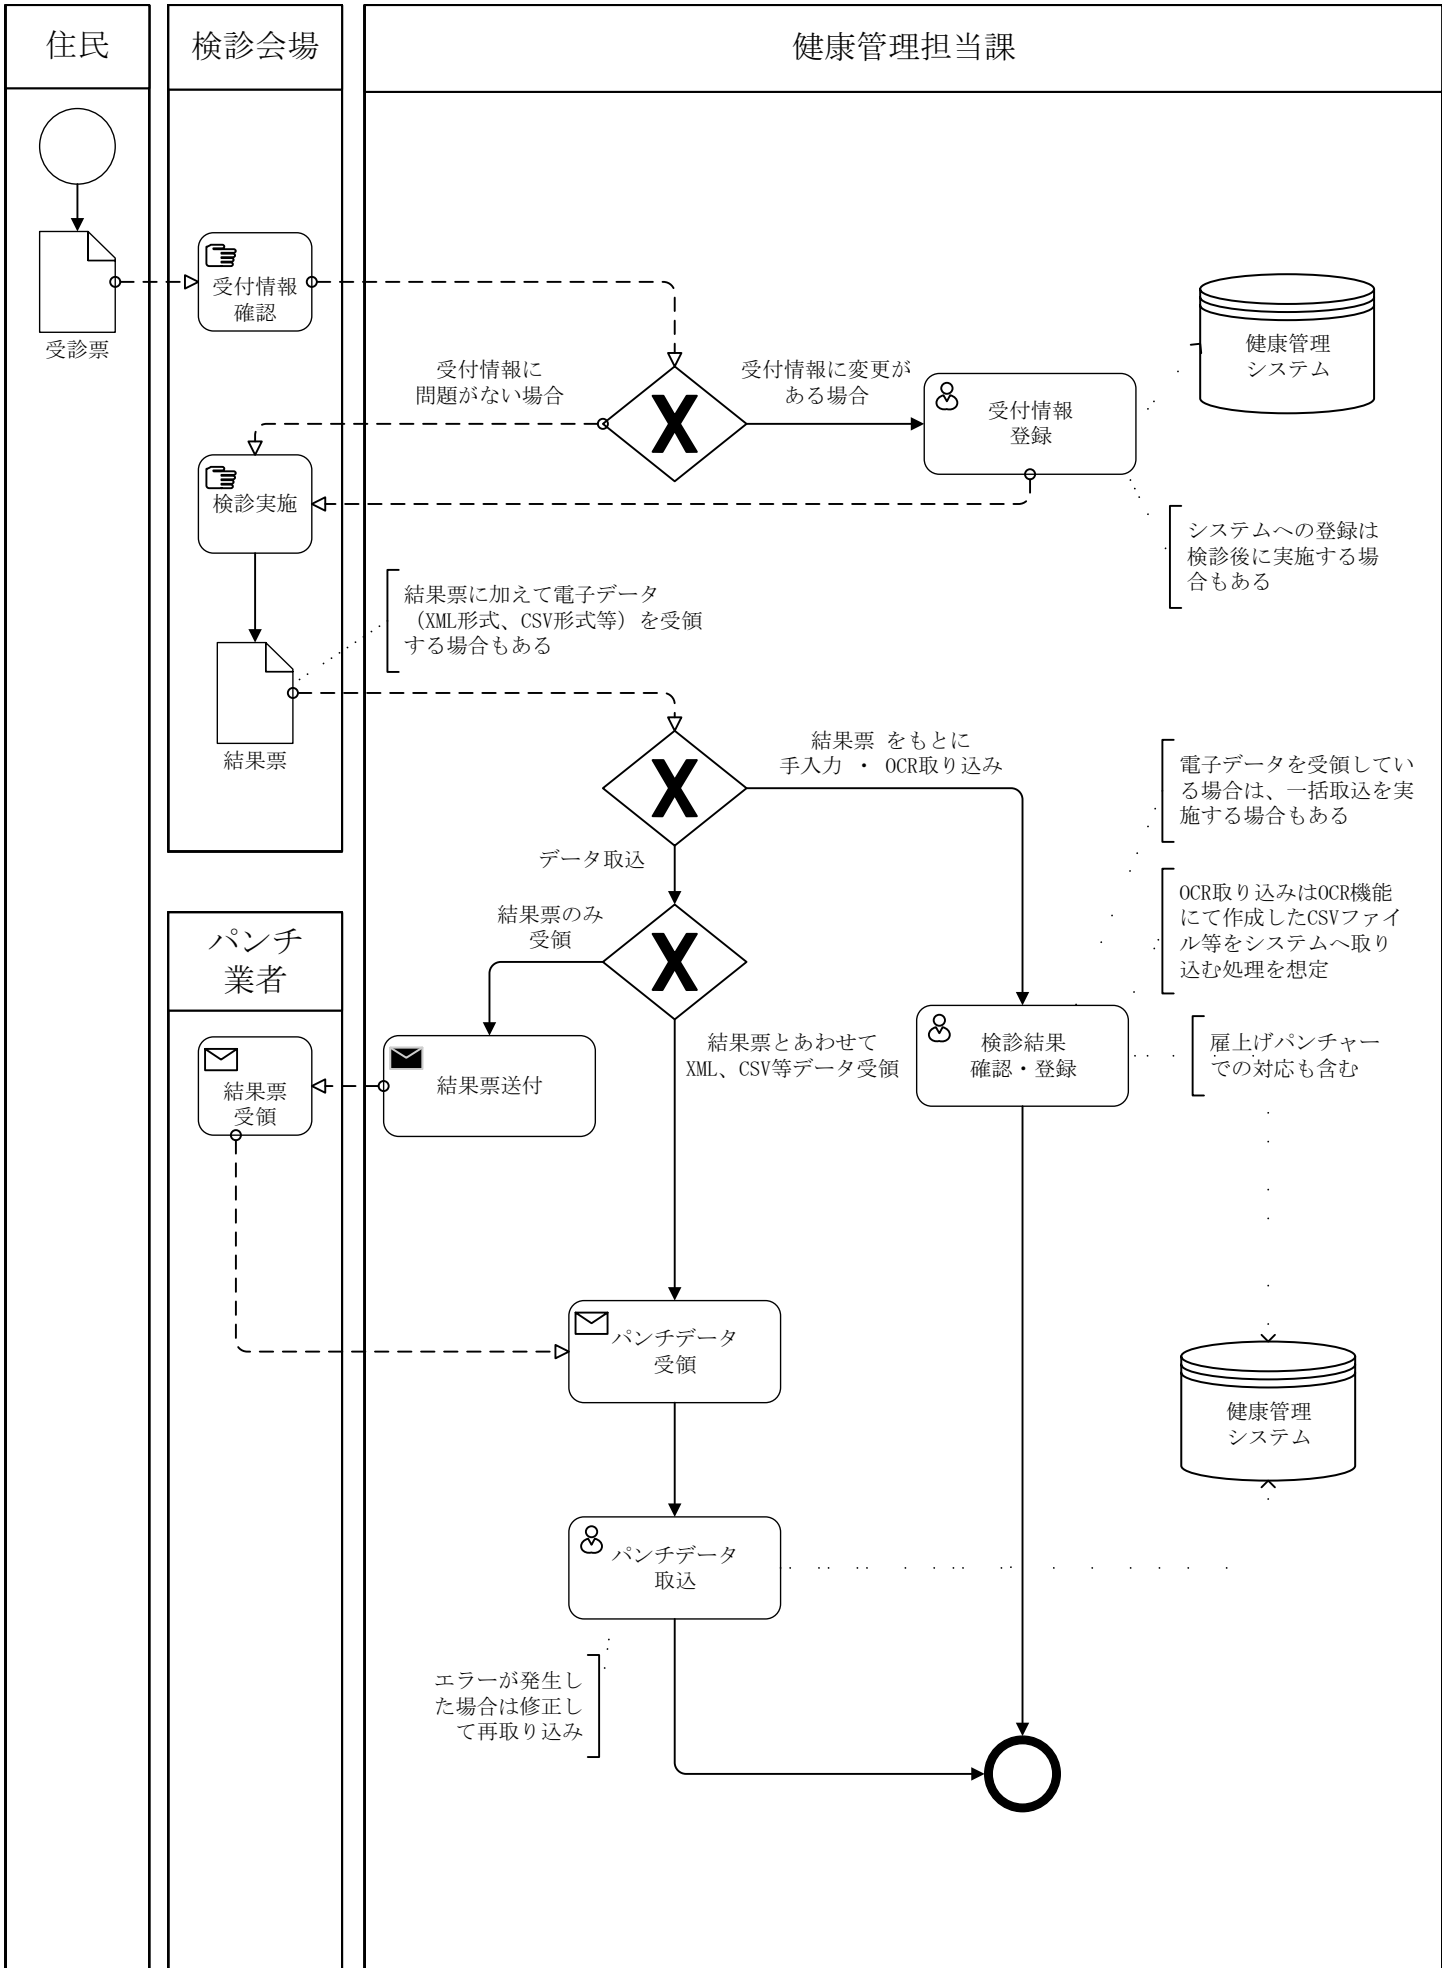 住民
検診会場
健康管理担当課
受付情報
確認
受診票
健康管理
システム
受付情報に
問題がない場合
受付情報に変更が
ある場合
受付情報
登録
検診実施
システムへの登録は
検診後に実施する場
合もある
結果票に加えて電子データ
（XML形式、CSV形式等）を受領
する場合もある
結果票
結果票 をもとに
手入力 ・ OCR取り込み
電子データを受領してい
る場合は、一括取込を実
施する場合もある
データ取込
OCR取り込みはOCR機能
にて作成したCSVファイ
ル等をシステムへ取り
込む処理を想定
結果票のみ
受領
パンチ
業者
結果票
受領
結果票送付
結果票とあわせて
XML、CSV等データ受領
検診結果
確認・登録
雇上げパンチャー
での対応も含む
パンチデータ
受領
健康管理
システム
パンチデータ
取込
エラーが発生し
た場合は修正し
て再取り込み